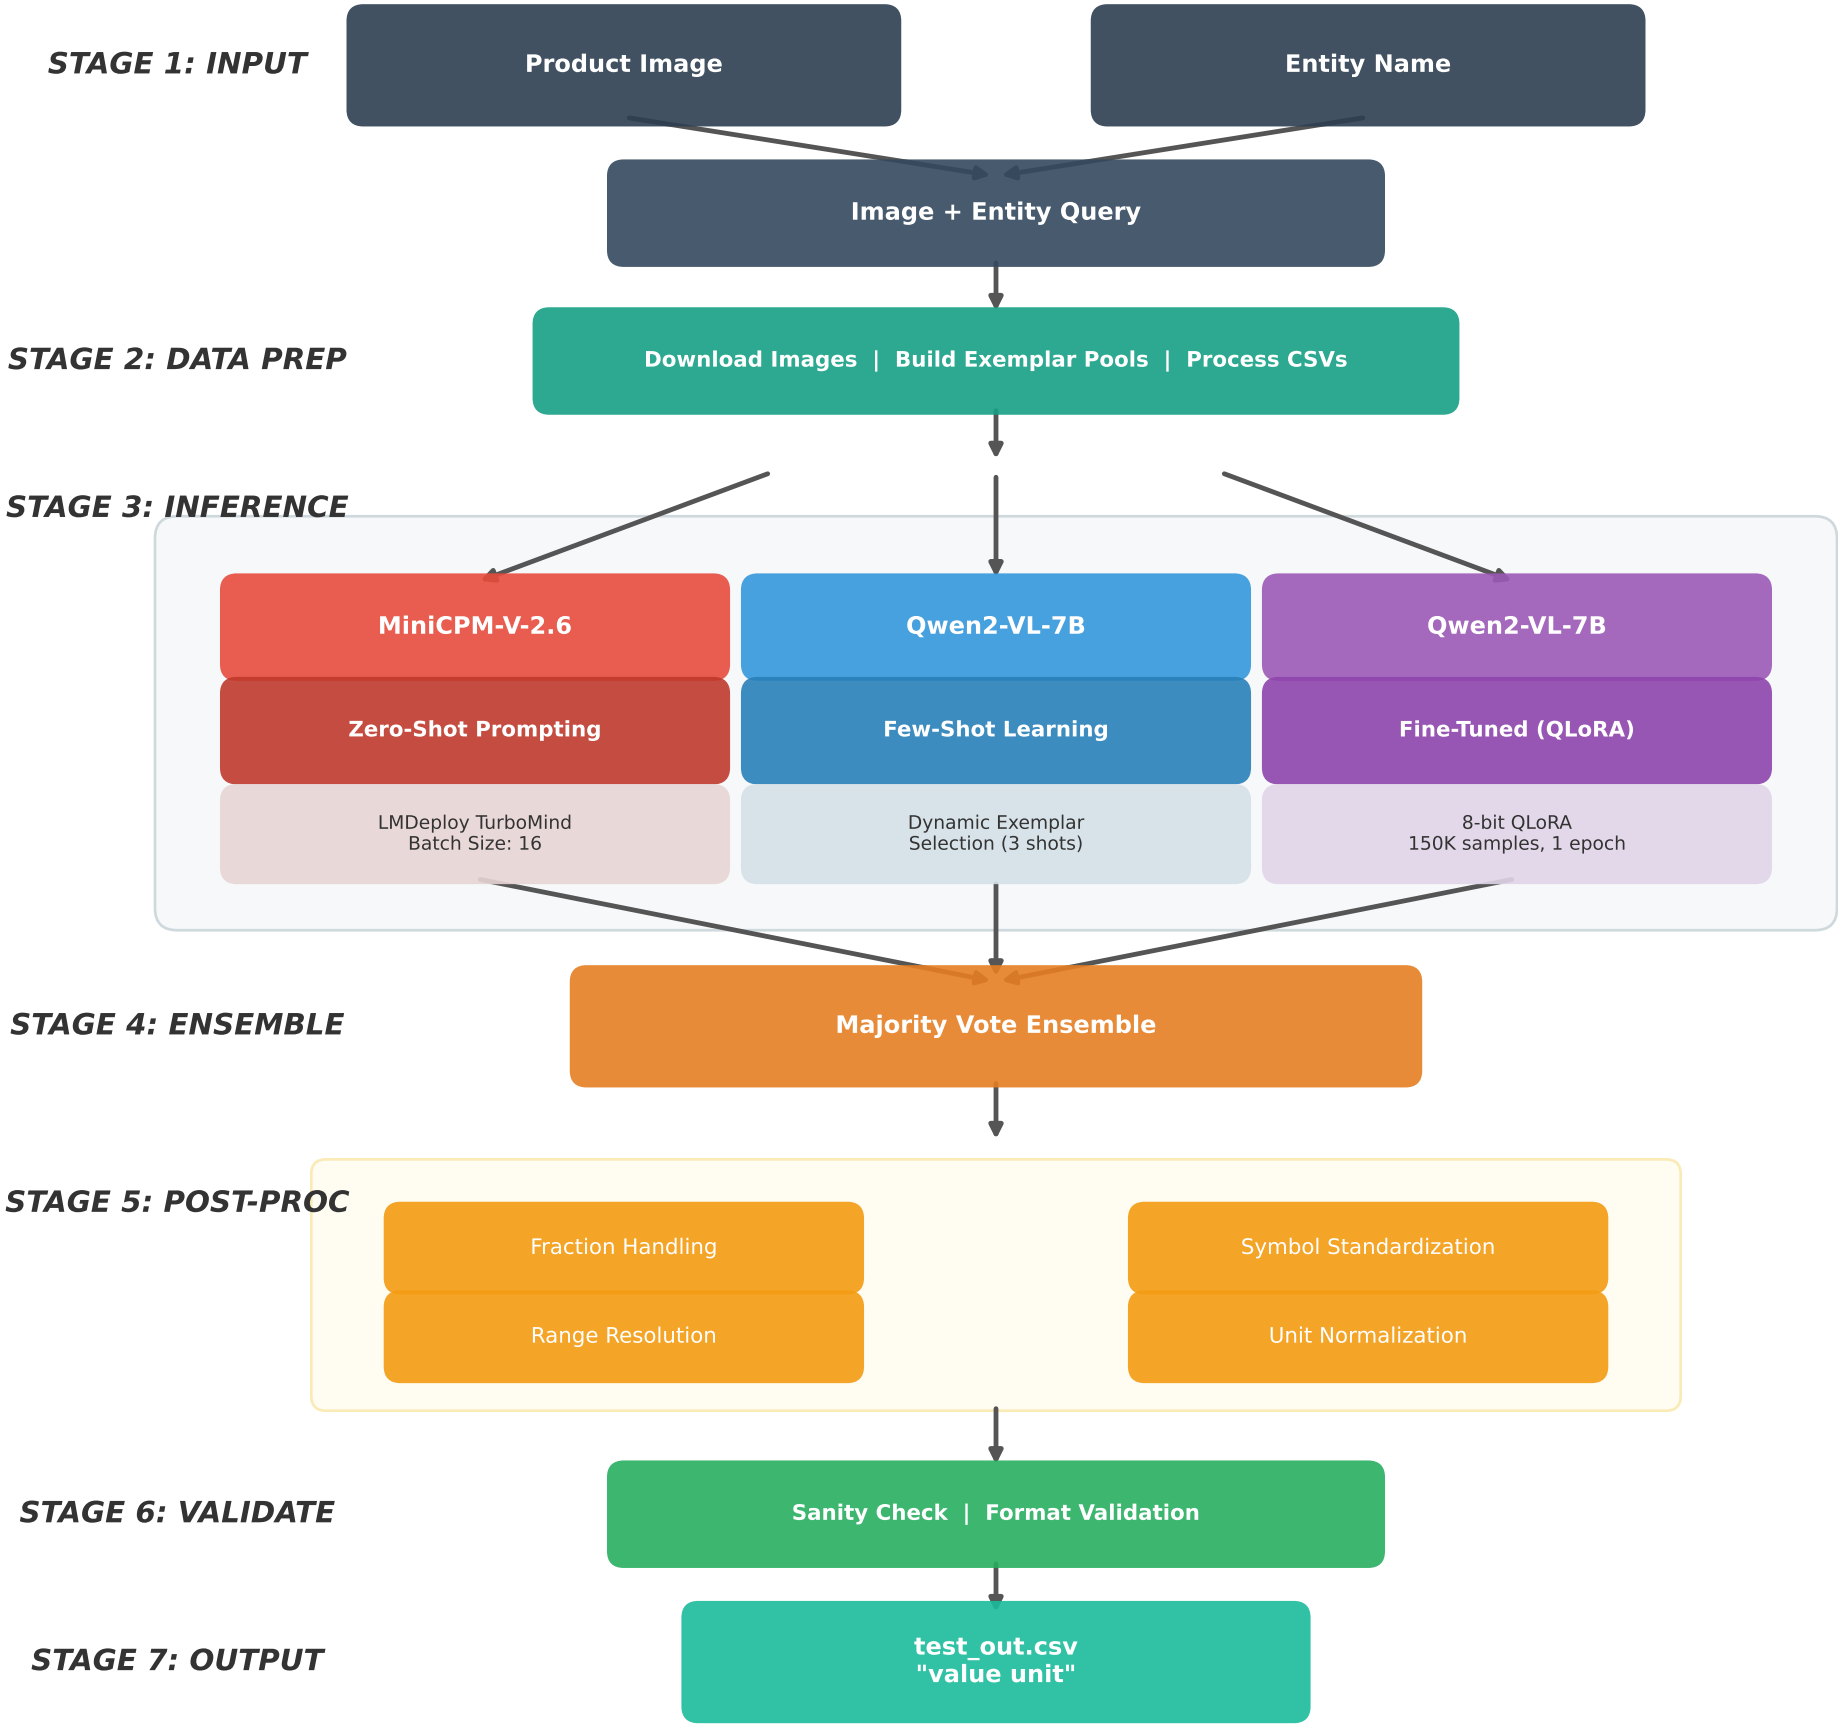 STAGE 1: INPUT
Product Image
Entity Name
Image + Entity Query
STAGE 2: DATA PREP
Download Images | Build Exemplar Pools | Process CSVs
STAGE 3: INFERENCE
MiniCPM-V-2.6
Zero-Shot Prompting
LMDeploy TurboMind
Batch Size: 16
Qwen2-VL-7B
Few-Shot Learning
Dynamic Exemplar
Selection (3 shots)
Qwen2-VL-7B
Fine-Tuned (QLoRA)
8-bit QLoRA
150K samples, 1 epoch
STAGE 4: ENSEMBLE
Majority Vote Ensemble
STAGE 5: POST-PROC
Fraction Handling
Symbol Standardization
Range Resolution
Unit Normalization
STAGE 6: VALIDATE
Sanity Check | Format Validation
STAGE 7: OUTPUT
test_out.csv
"value unit"